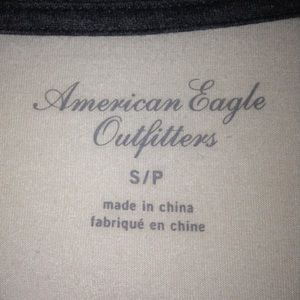 American Eagle
Outfitters
S/P
made in china
fabriqué en chine